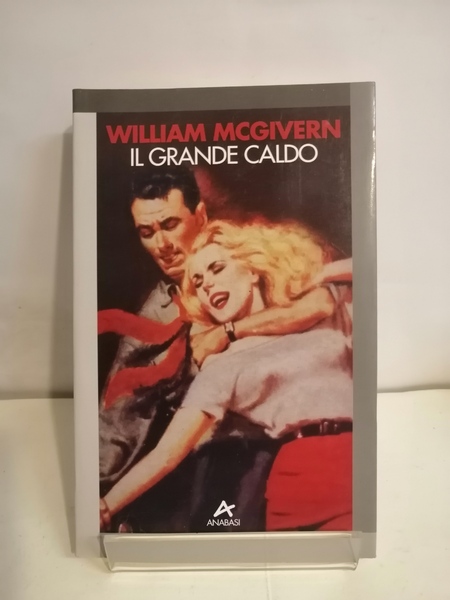 WILLIAM MCGIVERN
IL GRANDE CALDO
ANABASI